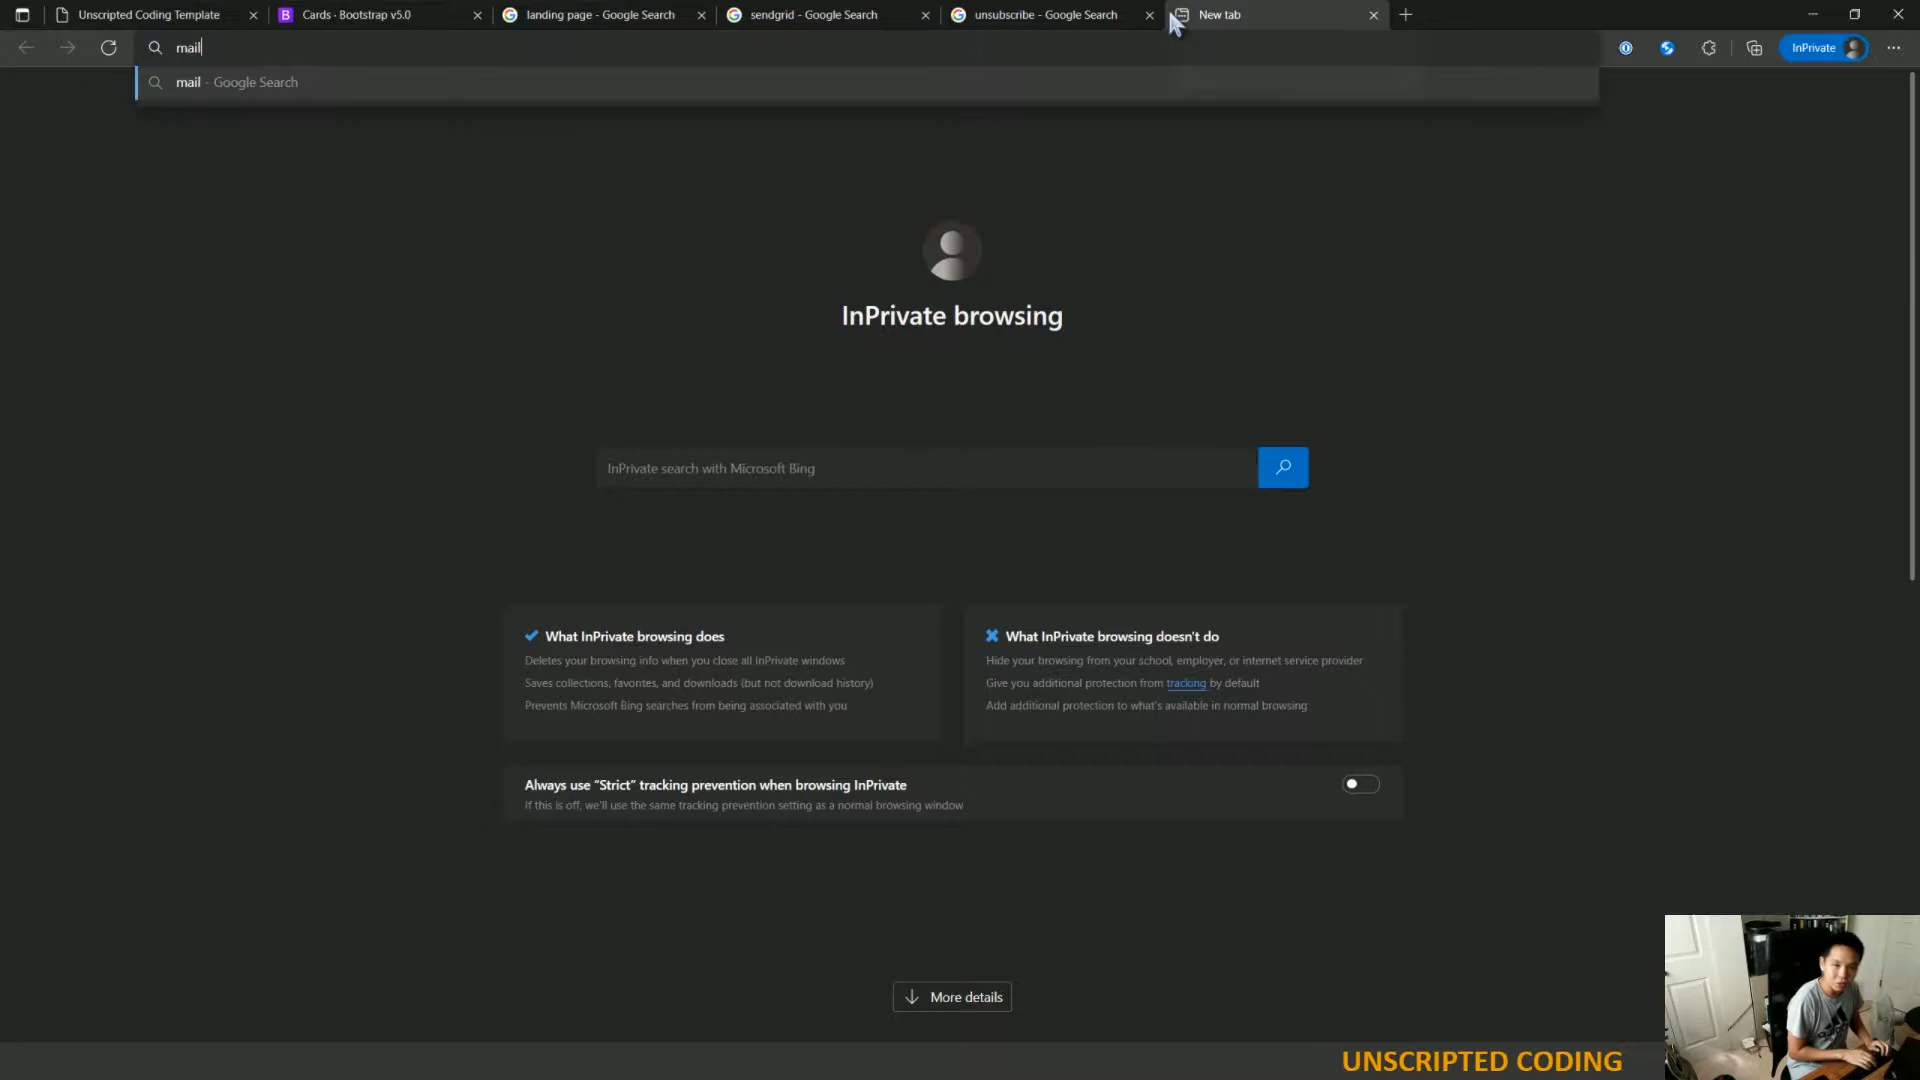 Unscripted Coding Template
Cards · Bootstrap v5.0
landing page - Google Search
sendgrid - Google Search
unsubscribe - Google Search
New tab
mail
InPrivate
mail - Google Search
InPrivate browsing
InPrivate search with Microsoft Bing
What InPrivate browsing does
Deletes your browsing info when you close all InPrivate windows
Saves collections, favorites, and downloads (but not download history)
Prevents Microsoft Bing searches from being associated with you
What InPrivate browsing doesn't do
Hide your browsing from your school, employer, or internet service provider
Give you additional protection from tracking by default
Add additional protection to what's available in normal browsing
Always use "Strict" tracking prevention when browsing InPrivate
If this is off, we'll use the same tracking prevention setting as a normal browsing window
More details
UNSCRIPTED CODING